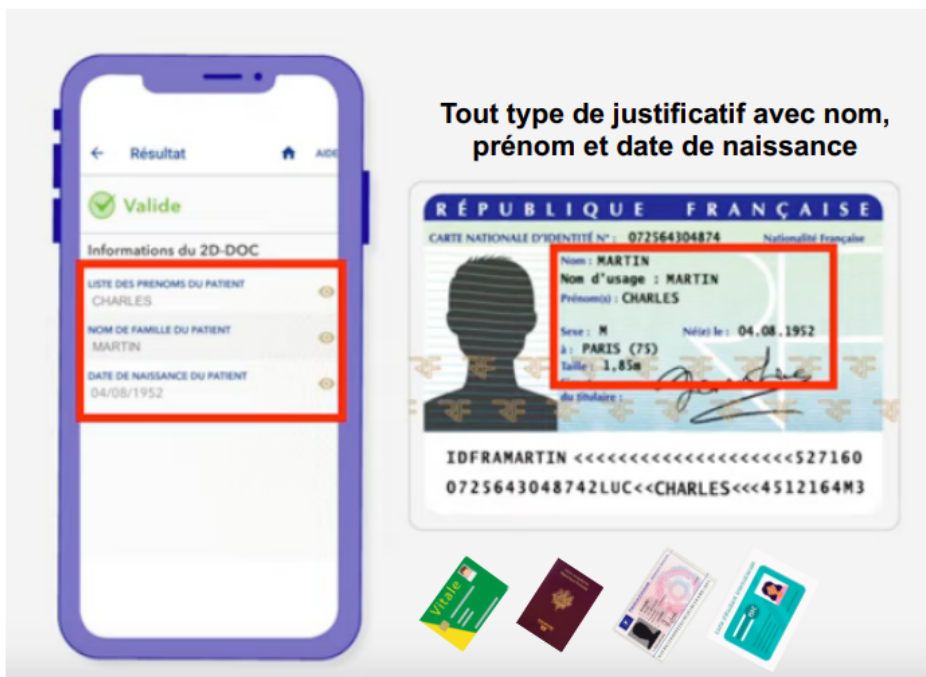 Résultat
AIDE
Valide
Informations du 2D-DOC
LISTE DES PRENOMS DU PATIENT
CHARLES
NOM DE FAMILLE DU PATIENT
MARTIN
DATE DE NAISSANCE DU PATIENT
04/08/1952
Tout type de justificatif avec nom,
prénom et date de naissance
RÉPUBLIQUE FRANÇAISE
CARTE NATIONALE D'IDENTITÉ N° : 072564304874 Nationalité Française
Nom : MARTIN
Nom d'usage : MARTIN
Prénom(s) : CHARLES
Sexe : M Né(e) le : 04.08.1952
à : PARIS (75)
Taille : 1,85m
du titulaire :
IDFRAMARTIN <<<<<<<<<<<<<<<<<<<<<<527160
0725643048742LUC<<CHARLES<<<4512164M3
Vitale